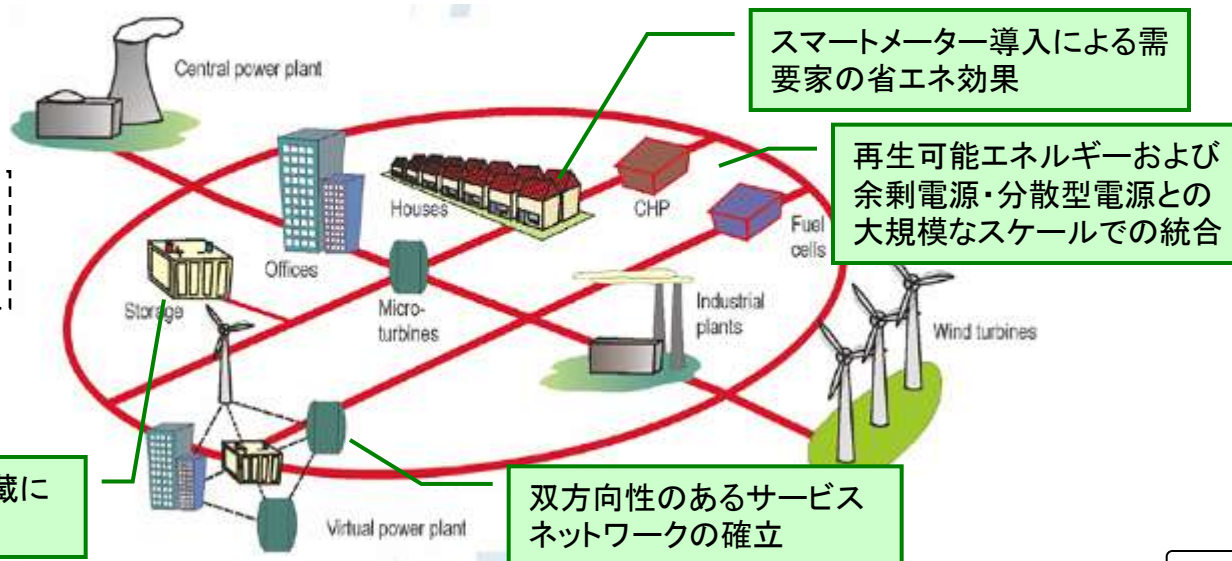 スマートメーター導入による需
要家の省エネ効果
Central power plant
再生可能エネルギーおよび
余剰電源・分散型電源との
大規模なスケールでの統合
Houses
CHP
Fuel
cells
Offices
Storage
Micro-
turbines
Industrial
plants
Wind turbines
蔵に
双方向性のあるサービス
ネットワークの確立
Virtual power plant